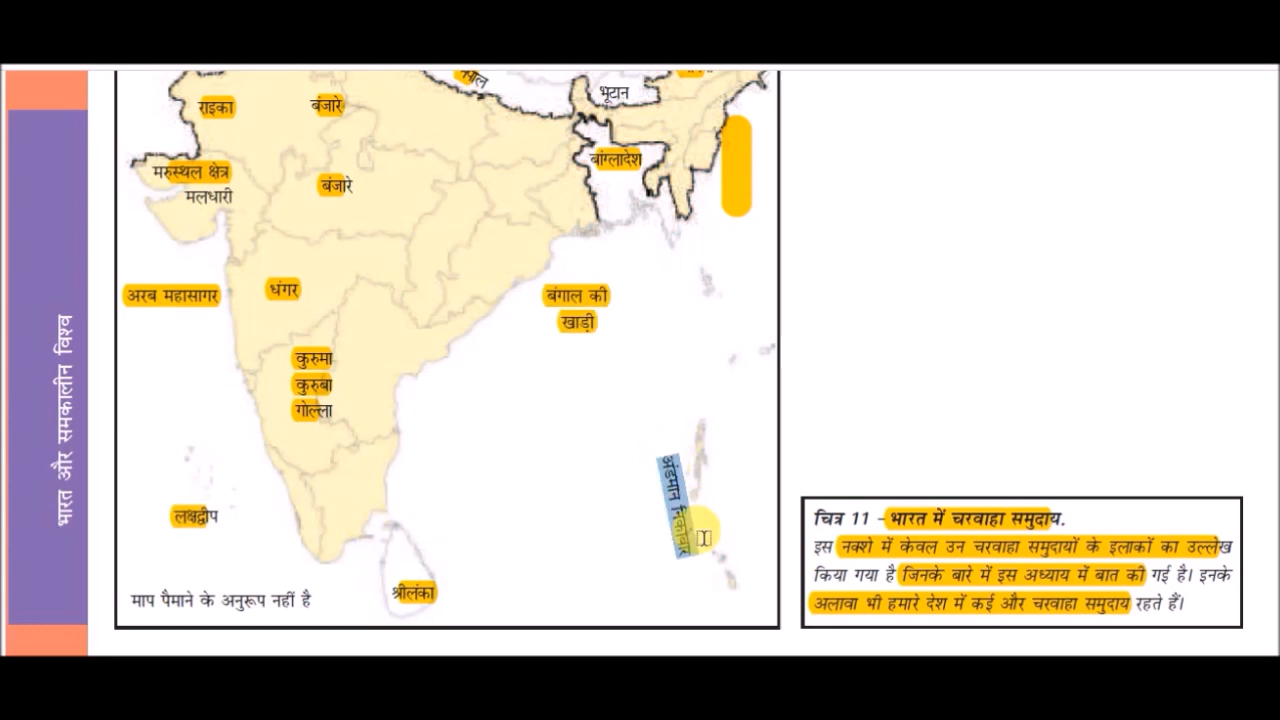 भूटान
राइका
बंजारे
बांग्लादेश
मरुस्थल क्षेत्र
मलधारी
बंजारे
धंगर
अरब महासागर
बंगाल की
खाड़ी
कुरुमा
कुरुबा
गोल्ला
अंडमान निकोबार
लक्षद्वीप
श्रीलंका
माप पैमाने के अनुरूप नहीं है
भारत और समकालीन विश्व
चित्र 11 – भारत में चरवाहा समुदाय.
इस नक्शे में केवल उन चरवाहा समुदायों के इलाकों का उल्लेख
किया गया है जिनके बारे में इस अध्याय में बात की गई है। इनके
अलावा भी हमारे देश में कई और चरवाहा समुदाय रहते हैं।